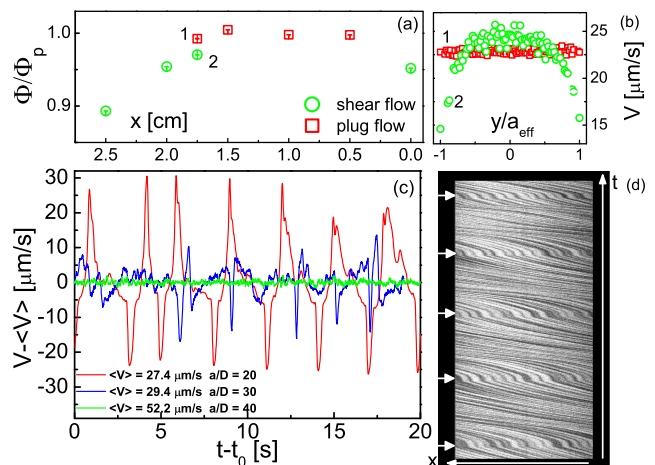 (a)
Φ/Φp
1.0
0.9
1
2
x [cm]
shear flow
plug flow
2.5 2.0 1.5 1.0 0.5 0.0
(b)
1
2
25
20
15
V [μm/s]
y/aeff
-1 0 1
(c)
V-<V> [μm/s]
30
20
10
0
-10
-20
-30
<V> = 27.4 μm/s a/D = 20
<V> = 29.4 μm/s a/D = 30
<V> = 52.2 μm/s a/D = 40
0 5 10 15 20
t-t0 [s]
t (d)
x